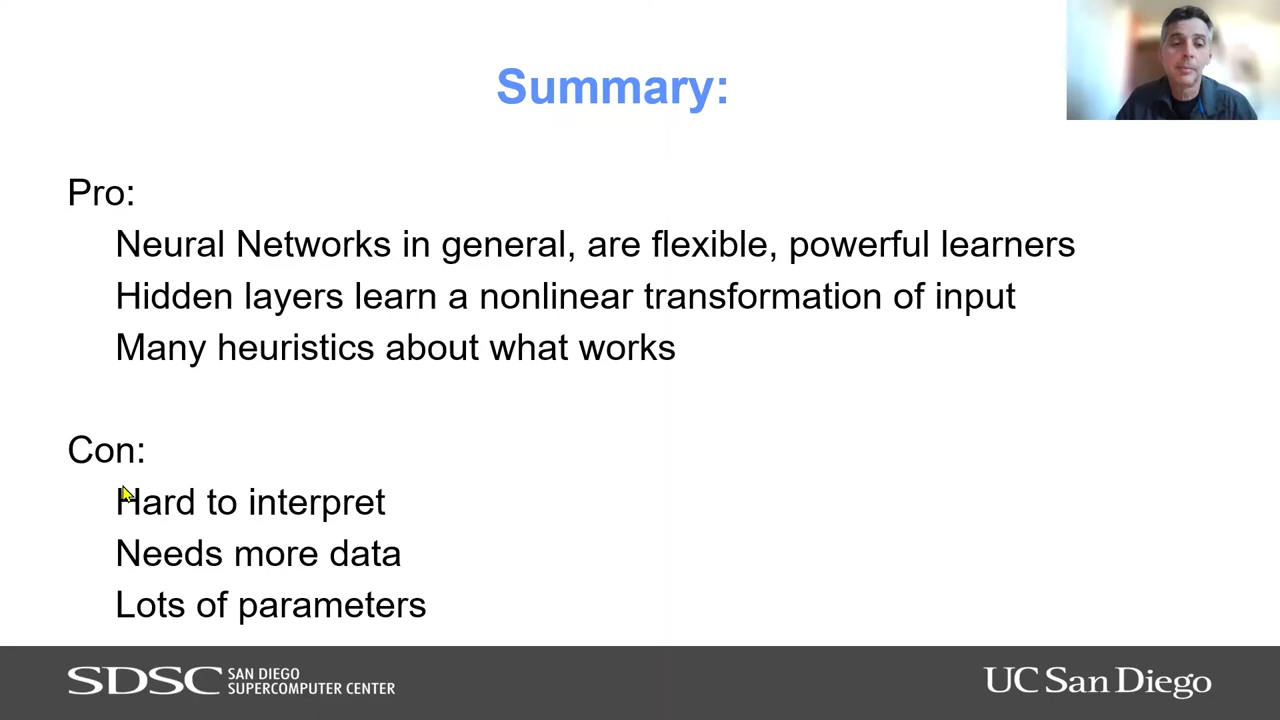 Summary:
Pro:
Neural Networks in general, are flexible, powerful learners
Hidden layers learn a nonlinear transformation of input
Many heuristics about what works
Con:
Hard to interpret
Needs more data
Lots of parameters
SDSC SAN DIEGO
SUPERCOMPUTER CENTER
UC San Diego